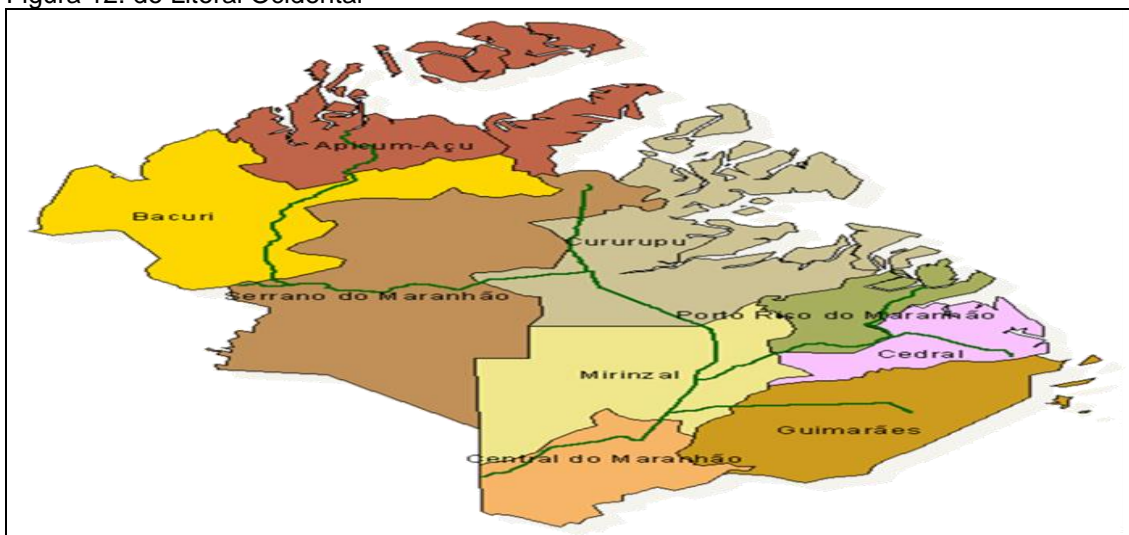 Figura 12: do Litoral Ocidental
Apicum-Açu
Bacuri
Cururupu
Serrano do Maranhão
Porto Rico do Maranhão
Cedral
Mirinzal
Guimarães
Central do Maranhão